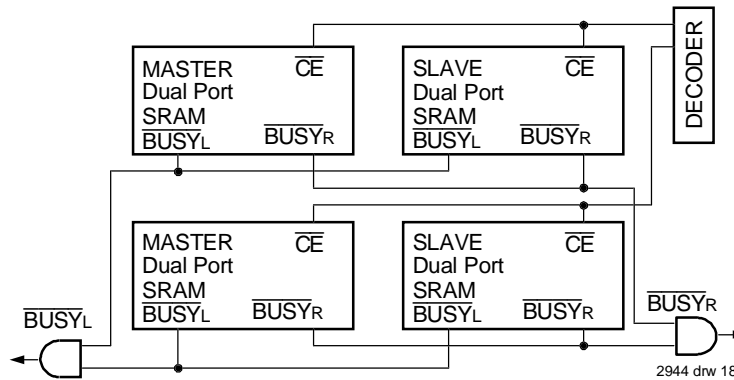 MASTER CE
Dual Port
SRAM
BUSYL BUSYR
SLAVE CE
Dual Port
SRAM
BUSYL BUSYR
DECODER
MASTER CE
Dual Port
SRAM
BUSYL BUSYR
SLAVE CE
Dual Port
SRAM
BUSYL BUSYR
BUSYL
BUSYR
2944 drw 18